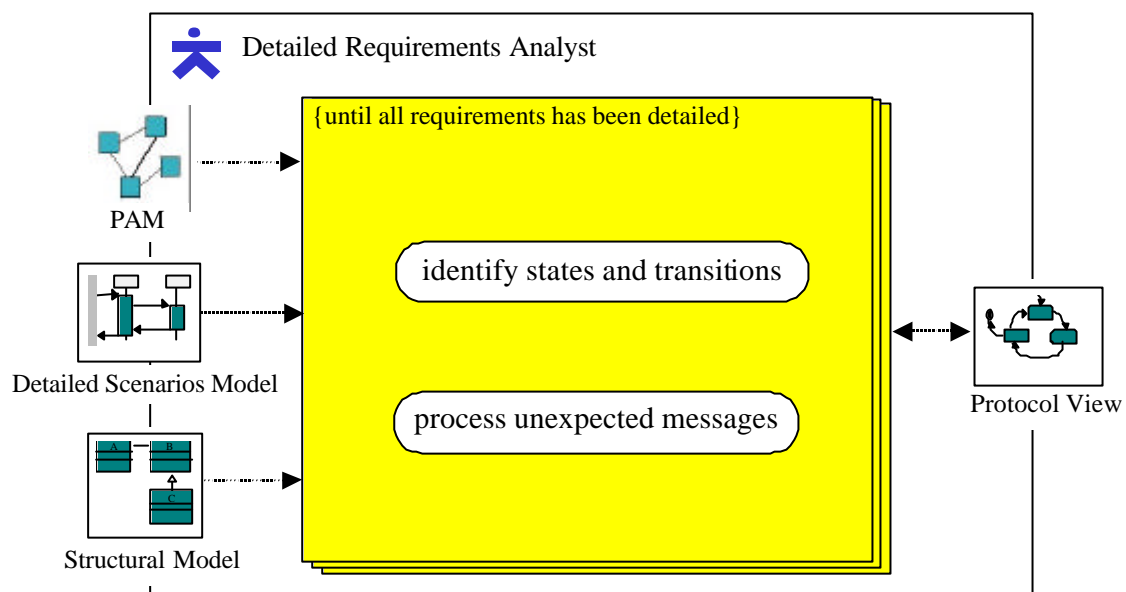 Detailed Requirements Analyst
{until all requirements has been detailed}
PAM
identify states and transitions
Detailed Scenarios Model
process unexpected messages
Protocol View
A
B
C
Structural Model